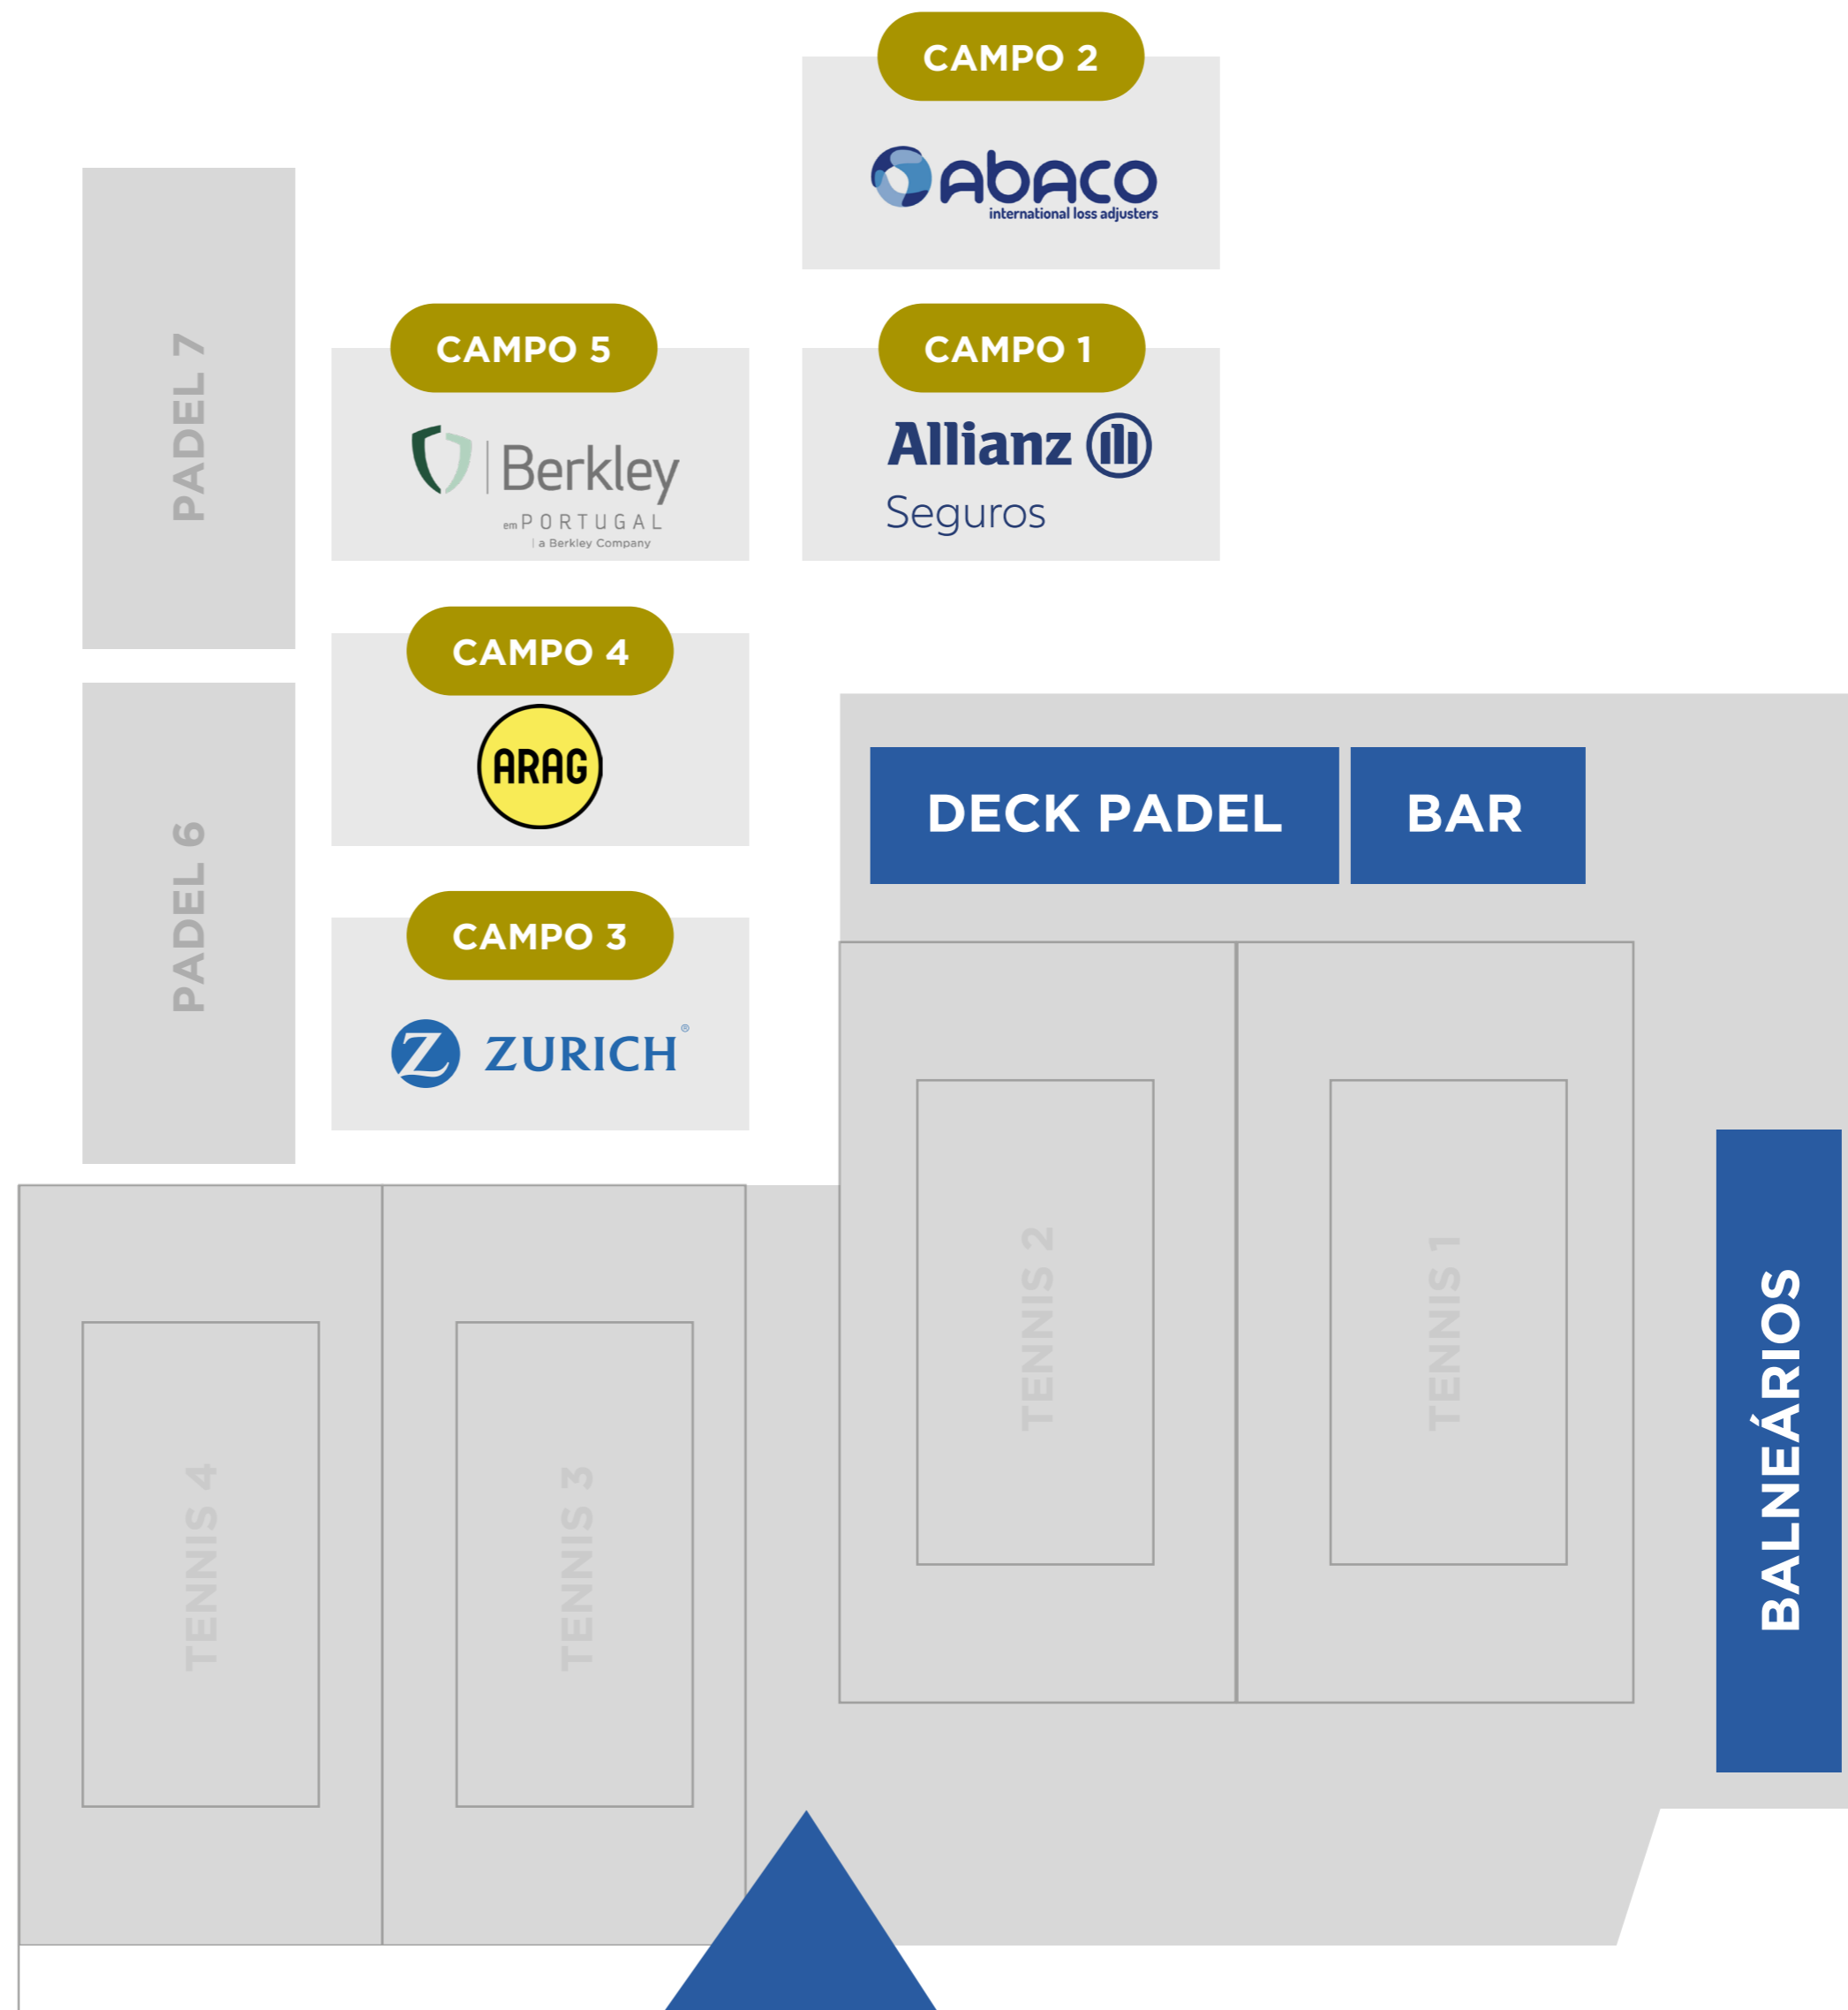 CAMPO 2
abaco
international loss adjusters
CAMPO 5
Berkley
em PORTUGAL
| a Berkley Company
CAMPO 1
Allianz
Seguros
PADEL 7
CAMPO 4
ARAG
DECK PADEL
BAR
PADEL 6
CAMPO 3
Z ZURICH®
TENNIS 2
TENNIS 1
BALNEÁRIOS
TENNIS 4
TENNIS 3